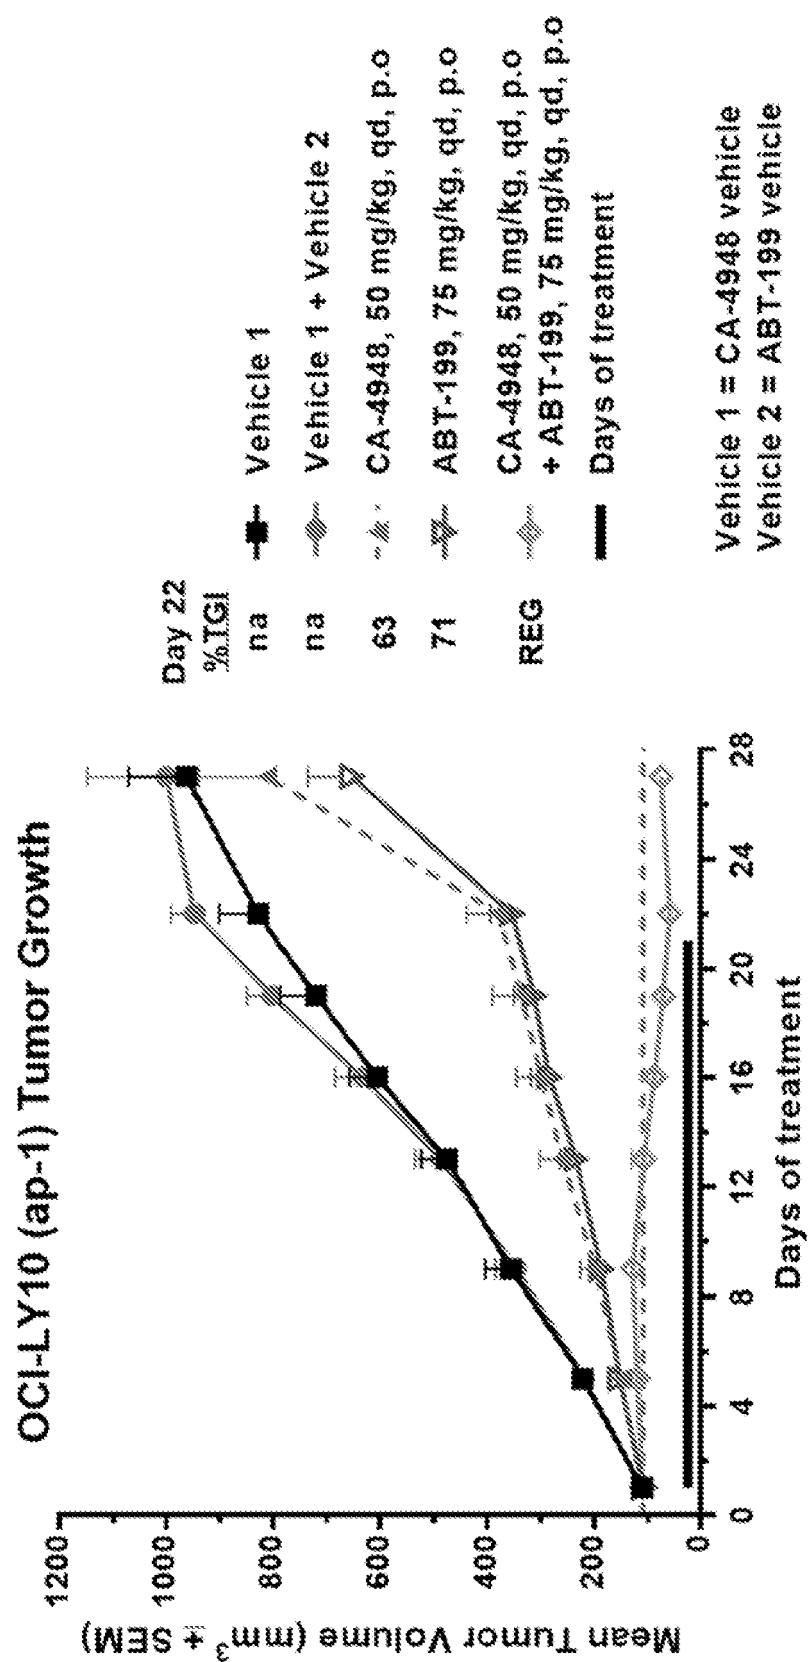 OCI-LY10 (ap-1) Tumor Growth
Mean Tumor Volume (mm³ ± SEM)
1200
1000
800
600
400
200
0
0 4 8 12 16 20 24 28
Days of treatment
Day 22
%TGI
na Vehicle 1
na Vehicle 1 + Vehicle 2
63 CA-4948, 50 mg/kg, qd, p.o
71 ABT-199, 75 mg/kg, qd, p.o
REG CA-4948, 50 mg/kg, qd, p.o
+ ABT-199, 75 mg/kg, qd, p.o
Days of treatment
Vehicle 1 = CA-4948 vehicle
Vehicle 2 = ABT-199 vehicle